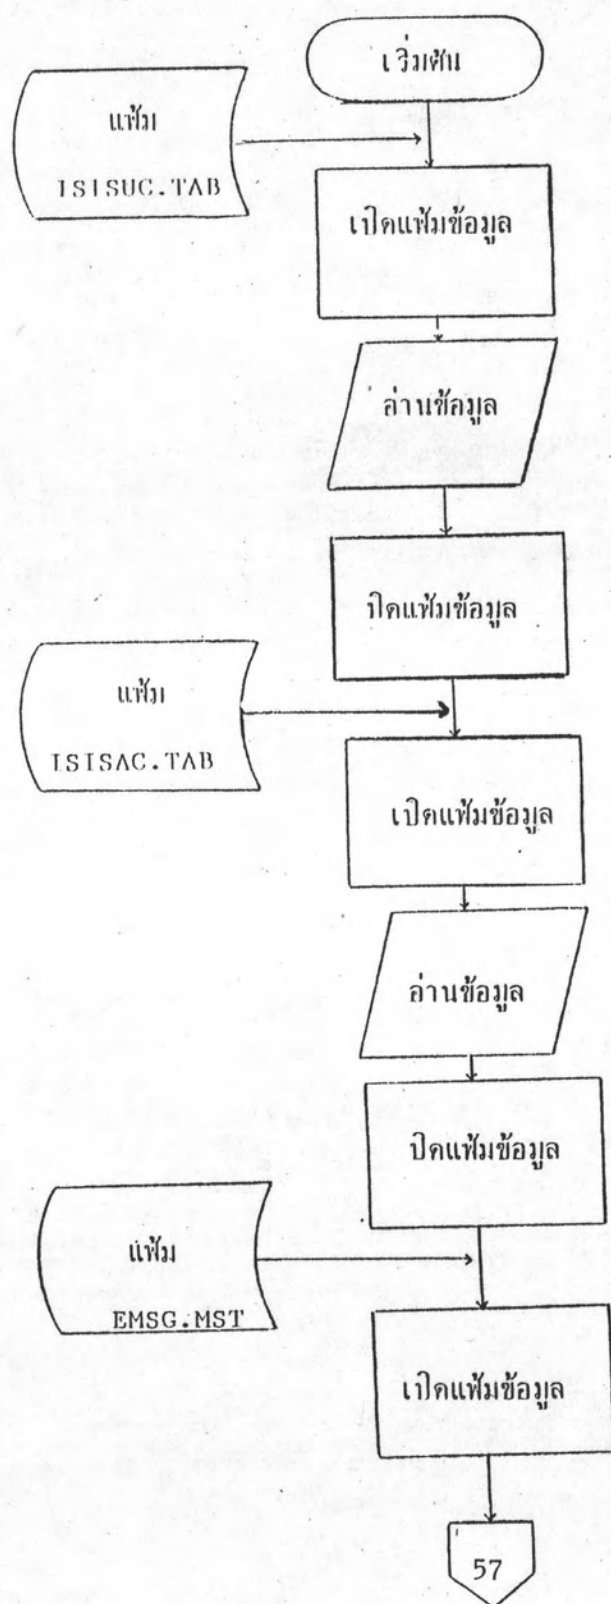 เริ่มต้น
แฟ้ม
ISISUC.TAB
เปิดแฟ้มข้อมูล
อ่านข้อมูล
ปิดแฟ้มข้อมูล
แฟ้ม
ISISAC.TAB
เปิดแฟ้มข้อมูล
อ่านข้อมูล
ปิดแฟ้มข้อมูล
แฟ้ม
EMSG.MST
เปิดแฟ้มข้อมูล
57